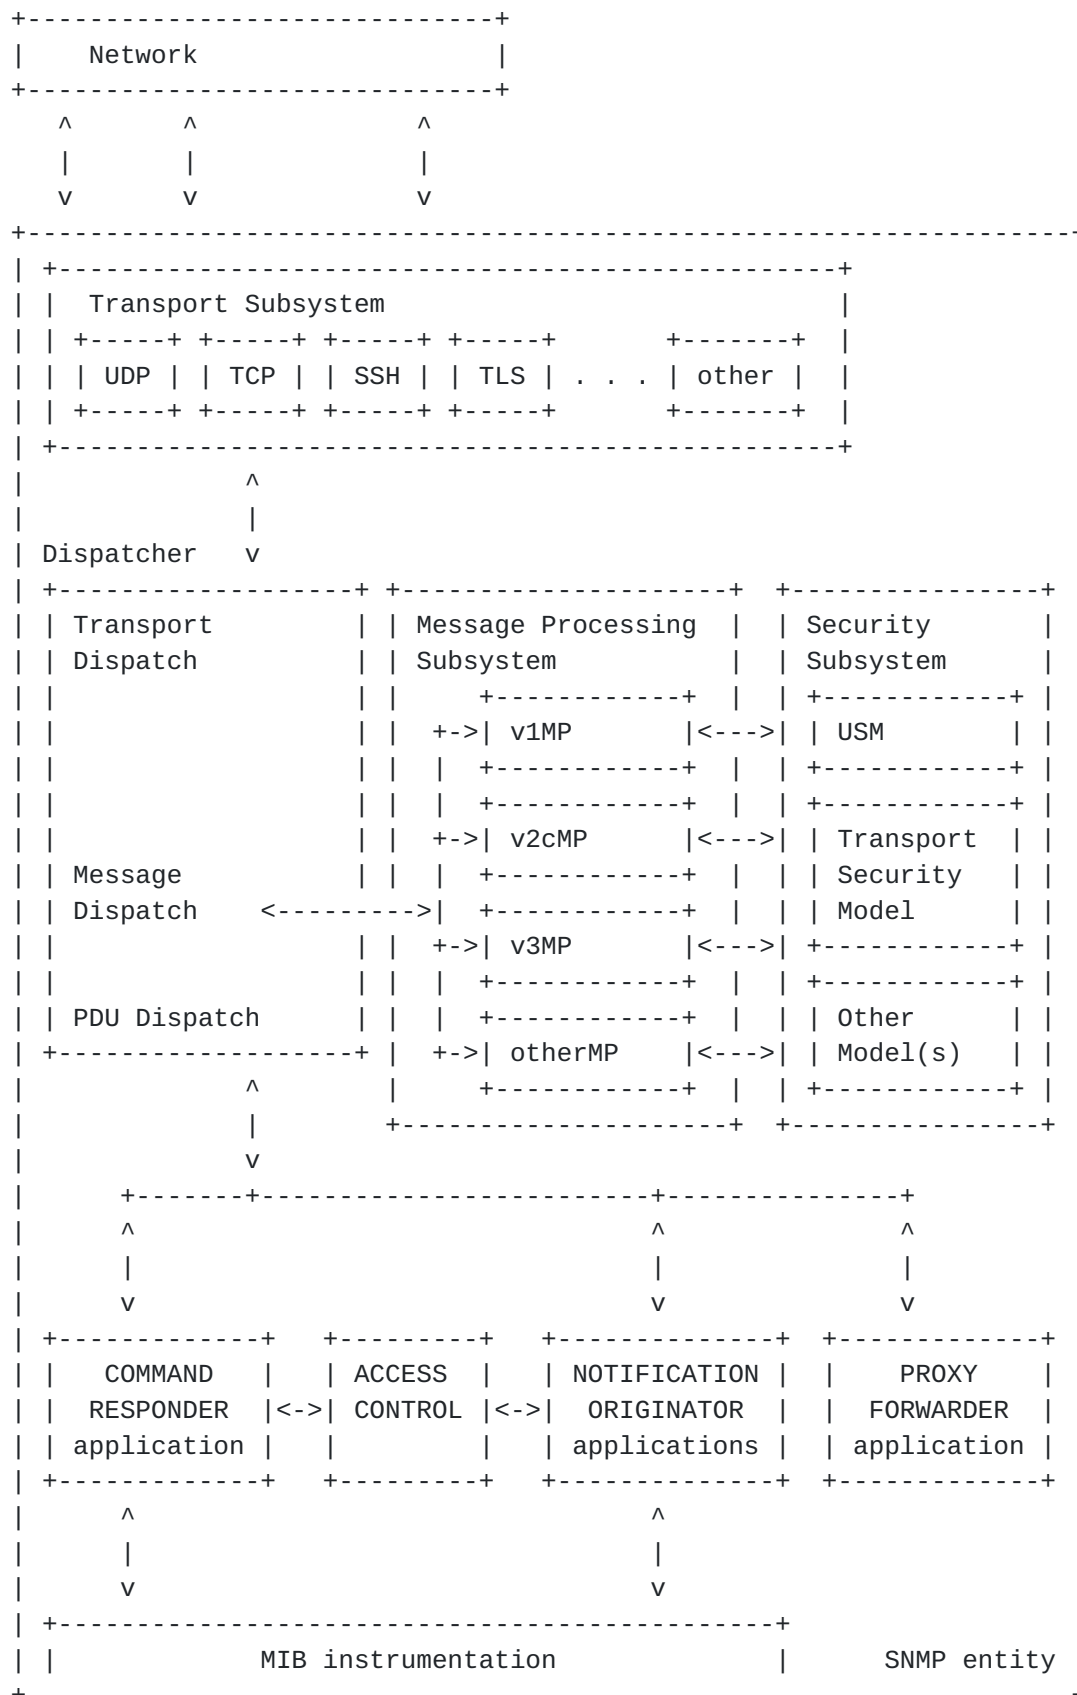 +------------------------------+
|    Network                   |
+------------------------------+
   ^       ^              ^
   |       |              |
   v       v              v
+-------------------------------------------------------------------+
| +--------------------------------------------------+
| |  Transport Subsystem                             |
| | +-----+ +-----+ +-----+ +-----+       +-------+  |
| | | UDP | | TCP | | SSH | | TLS | . . . | other |  |
| | +-----+ +-----+ +-----+ +-----+       +-------+  |
| +--------------------------------------------------+
|              ^
|              |
| Dispatcher   v
| +-------------------+ +---------------------+  +----------------+
| | Transport         | | Message Processing  |  | Security       |
| | Dispatch          | | Subsystem           |  | Subsystem      |
| |                   | |     +------------+  |  | +------------+ |
| |                   | |  +->| v1MP       |<--->| | USM        | |
| |                   | |  |  +------------+  |  | +------------+ |
| |                   | |  |  +------------+  |  | +------------+ |
| |                   | |  +->| v2cMP      |<--->| | Transport  | |
| | Message           | |  |  +------------+  |  | | Security   | |
| | Dispatch    <--------->|  +------------+  |  | | Model      | |
| |                   | |  +->| v3MP       |<--->| +------------+ |
| |                   | |  |  +------------+  |  | +------------+ |
| | PDU Dispatch      | |  |  +------------+  |  | | Other      | |
| +-------------------+ |  +->| otherMP    |<--->| | Model(s)   | |
|              ^        |     +------------+  |  | +------------+ |
|              |        +---------------------+  +----------------+
|              v
|      +-------+-------------------------+---------------+
|      ^                                 ^               ^
|      |                                 |               |
|      v                                 v               v
| +-------------+   +---------+   +--------------+  +-------------+
| |   COMMAND   |   | ACCESS  |   | NOTIFICATION |  |    PROXY    |
| |  RESPONDER  |<->| CONTROL |<->|  ORIGINATOR  |  |  FORWARDER  |
| | application |   |         |   | applications |  | application |
| +-------------+   +---------+   +--------------+  +-------------+
|      ^                                 ^
|      |                                 |
|      v                                 v
| +----------------------------------------------+
| |             MIB instrumentation              |      SNMP entity
+-------------------------------------------------------------------+